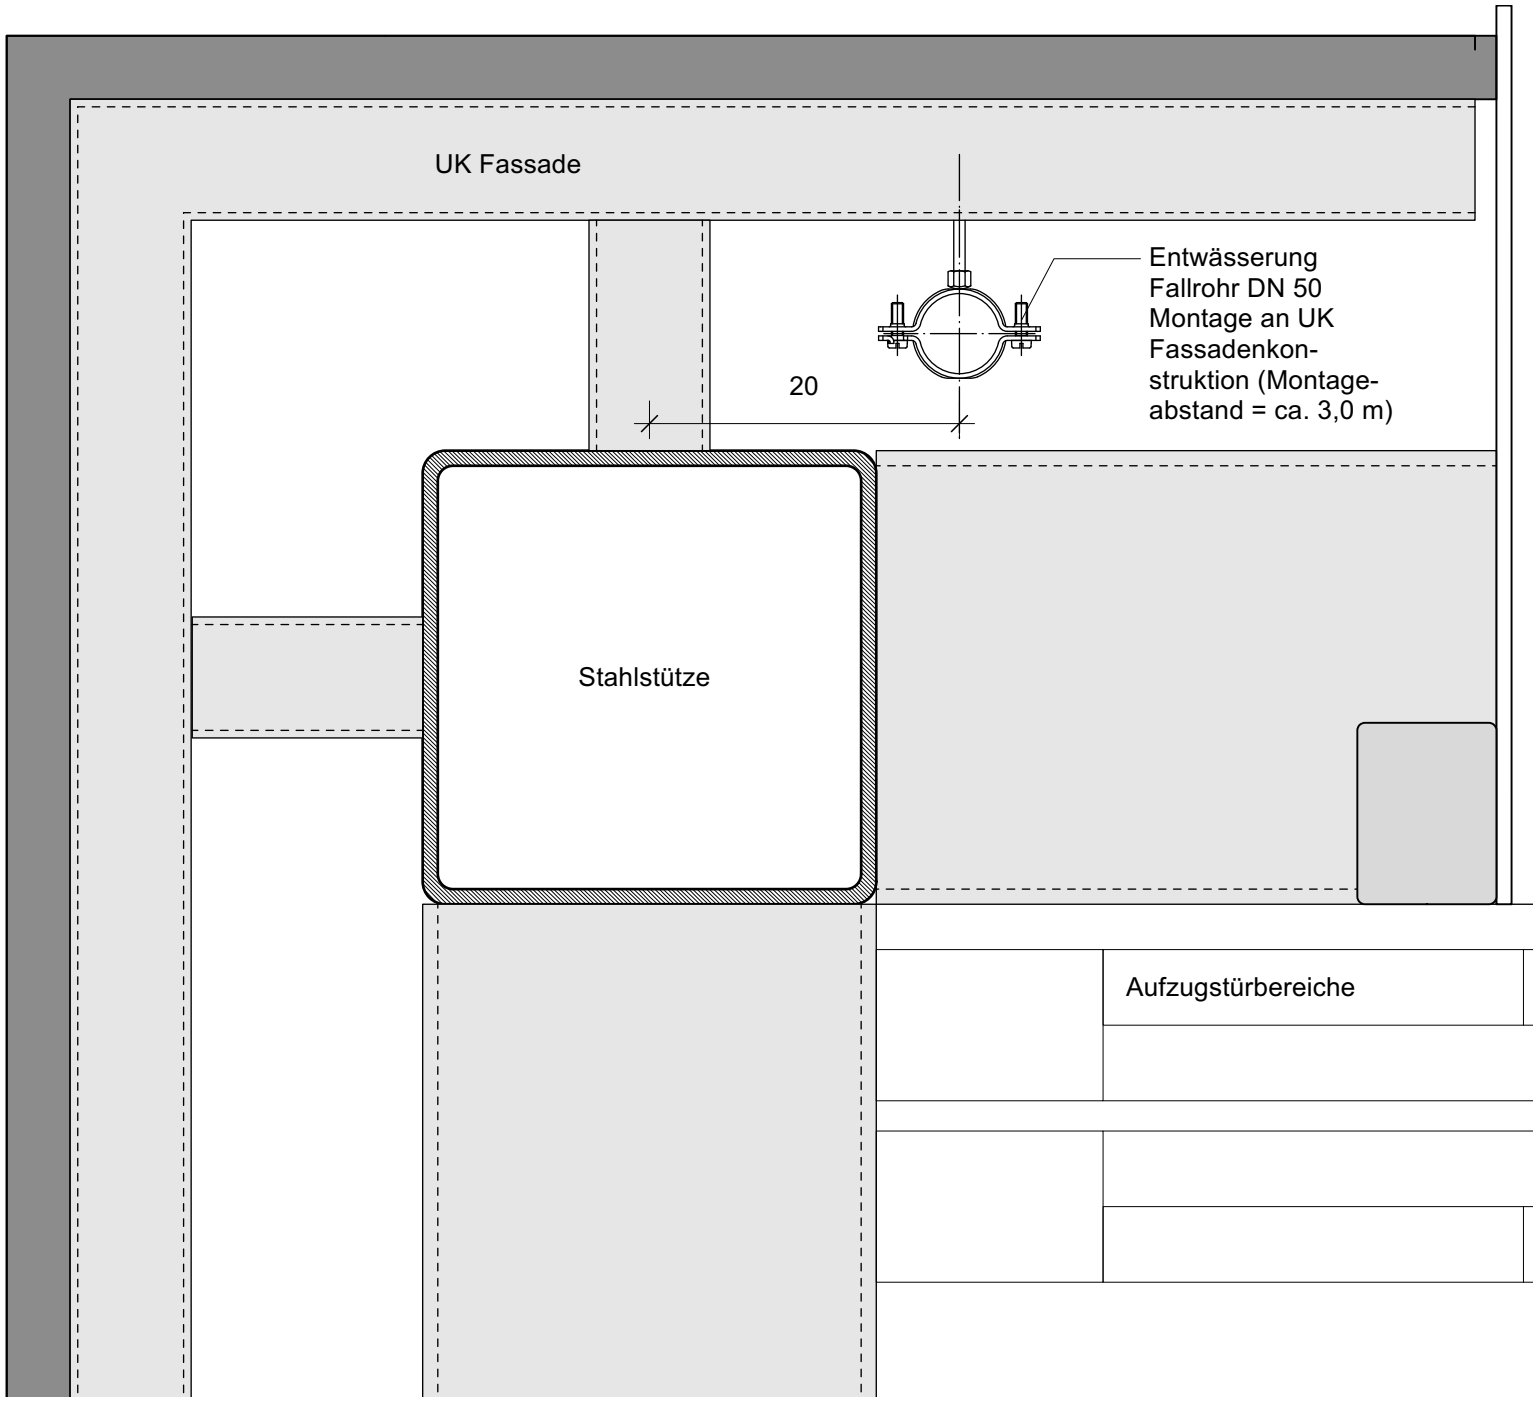 UK Fassade
Entwässerung
Fallrohr DN 50
Montage an UK
Fassadenkon-
struktion (Montage-
abstand = ca. 3,0 m)
20
Stahlstütze
Aufzugstürbereiche